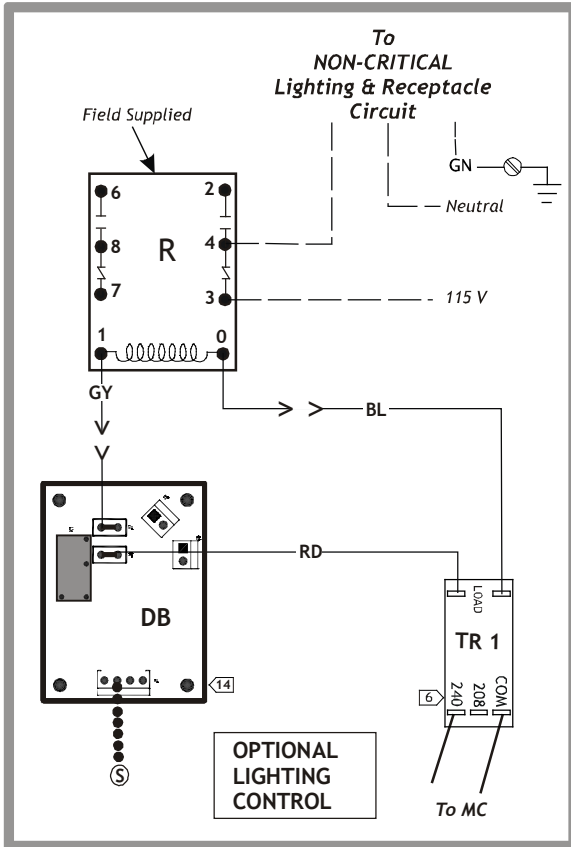 To
NON-CRITICAL
Lighting & Receptacle
Circuit
Field Supplied
GN
Neutral
6
2
8
R
4
7
3
115 V
1
0
GY
BL
RD
DB
LOAD
TR 1
14
6
240
208
COM
S
OPTIONAL
LIGHTING
CONTROL
To MC